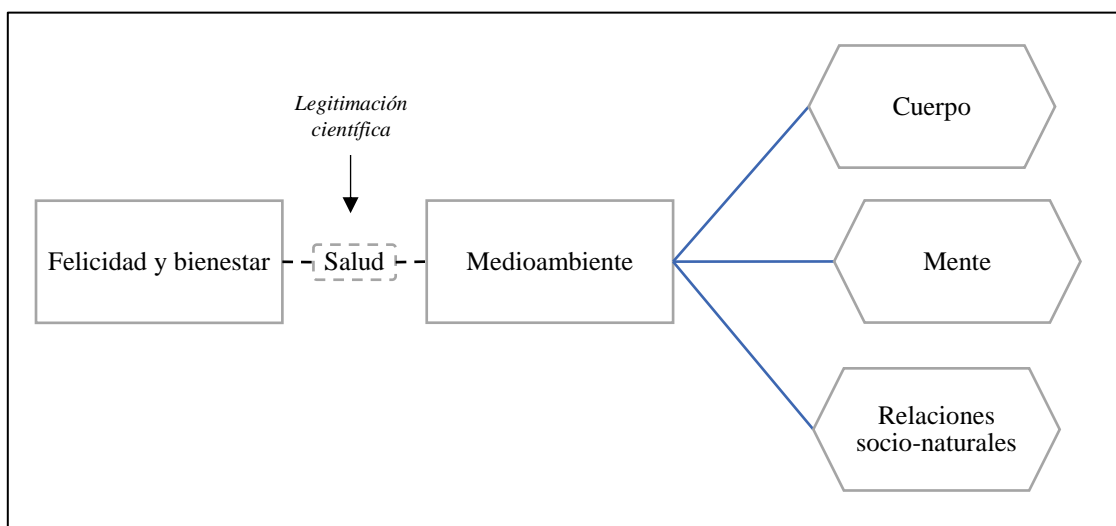 Legitimación
científica
Felicidad y bienestar
Salud
Medioambiente
Cuerpo
Mente
Relaciones
socio-naturales